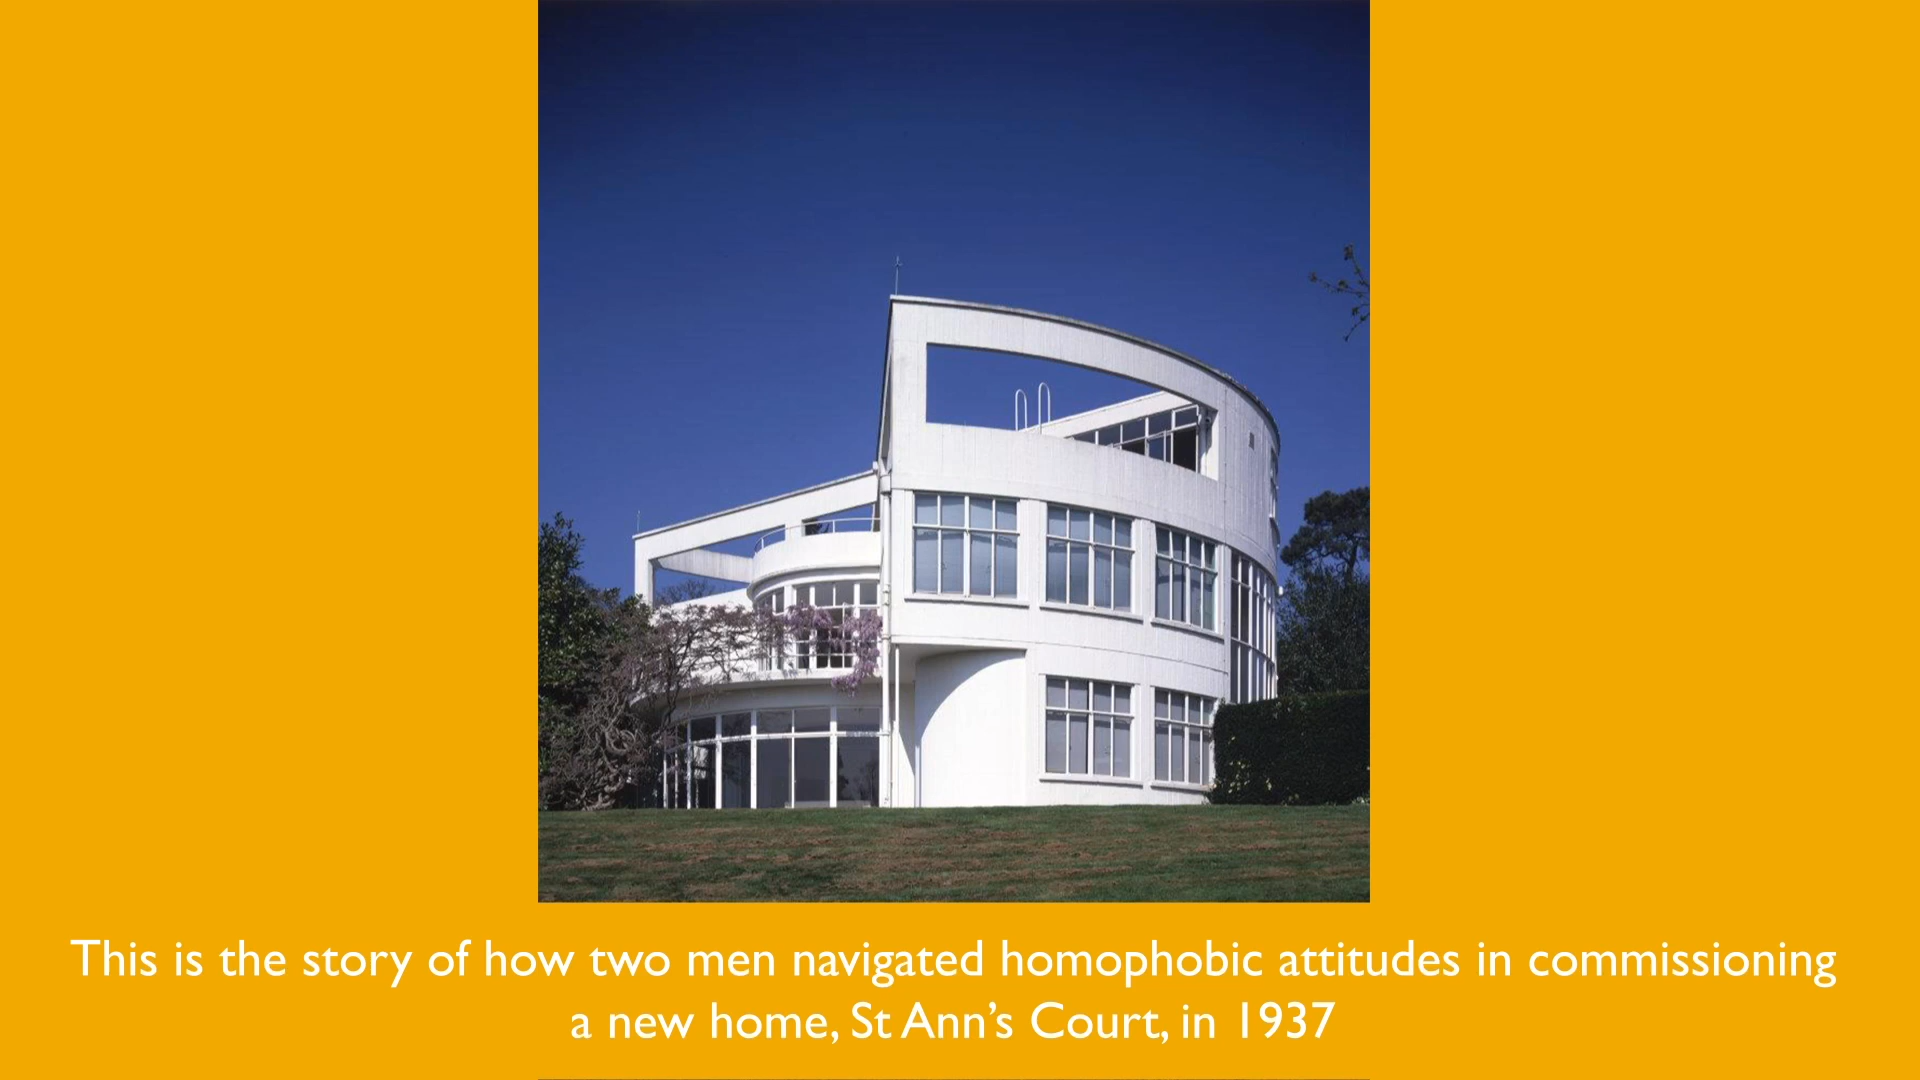 This is the story of how two men navigated homophobic attitudes in commissioning
a new home, St Ann’s Court, in 1937